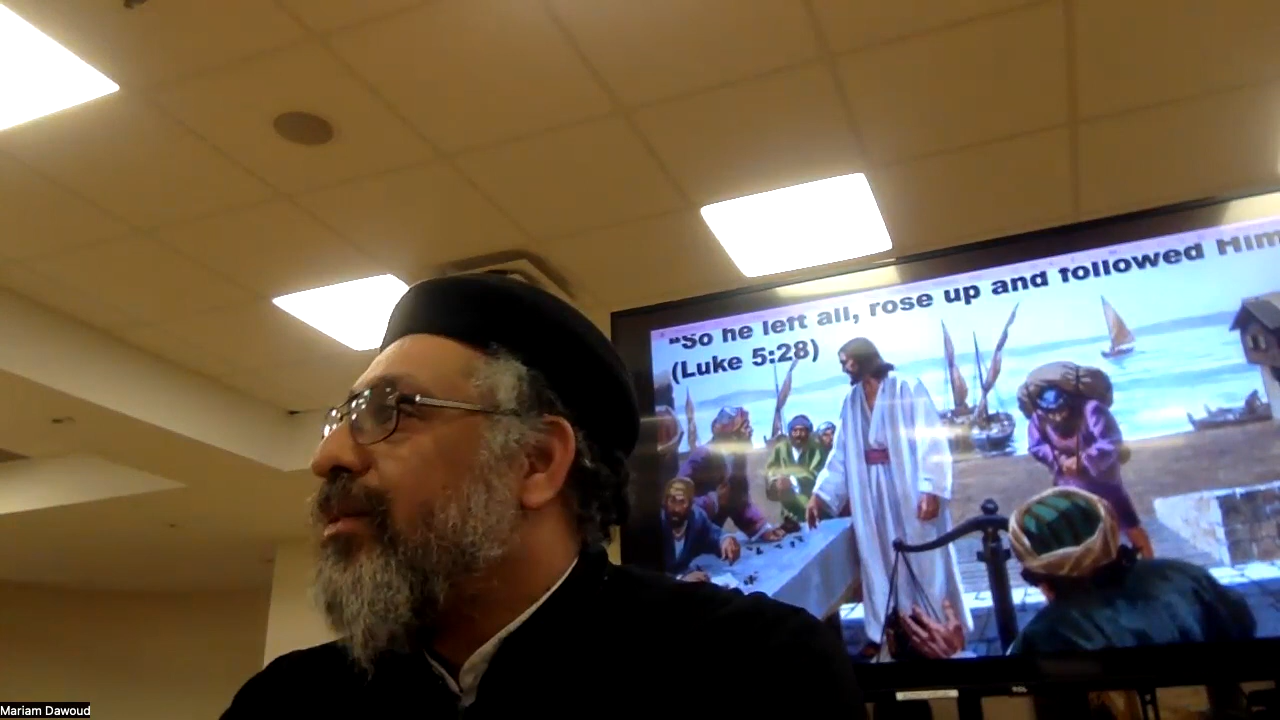 "So he left all, rose up and followed Him
(Luke 5:28)
Mariam Dawoud